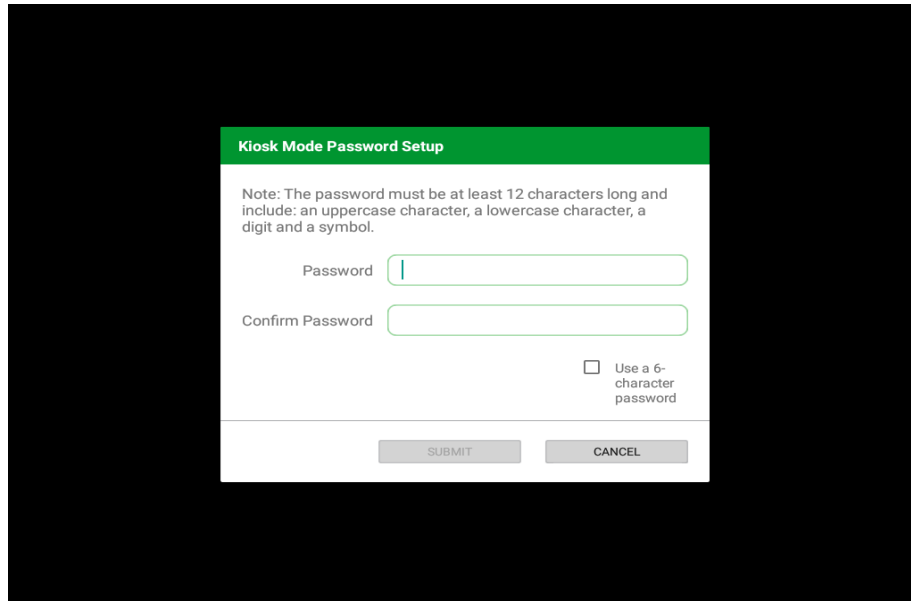 Kiosk Mode Password Setup
Note: The password must be at least 12 characters long and
include: an uppercase character, a lowercase character, a
digit and a symbol.
Password
Confirm Password
Use a 6-
character
password
SUBMIT CANCEL